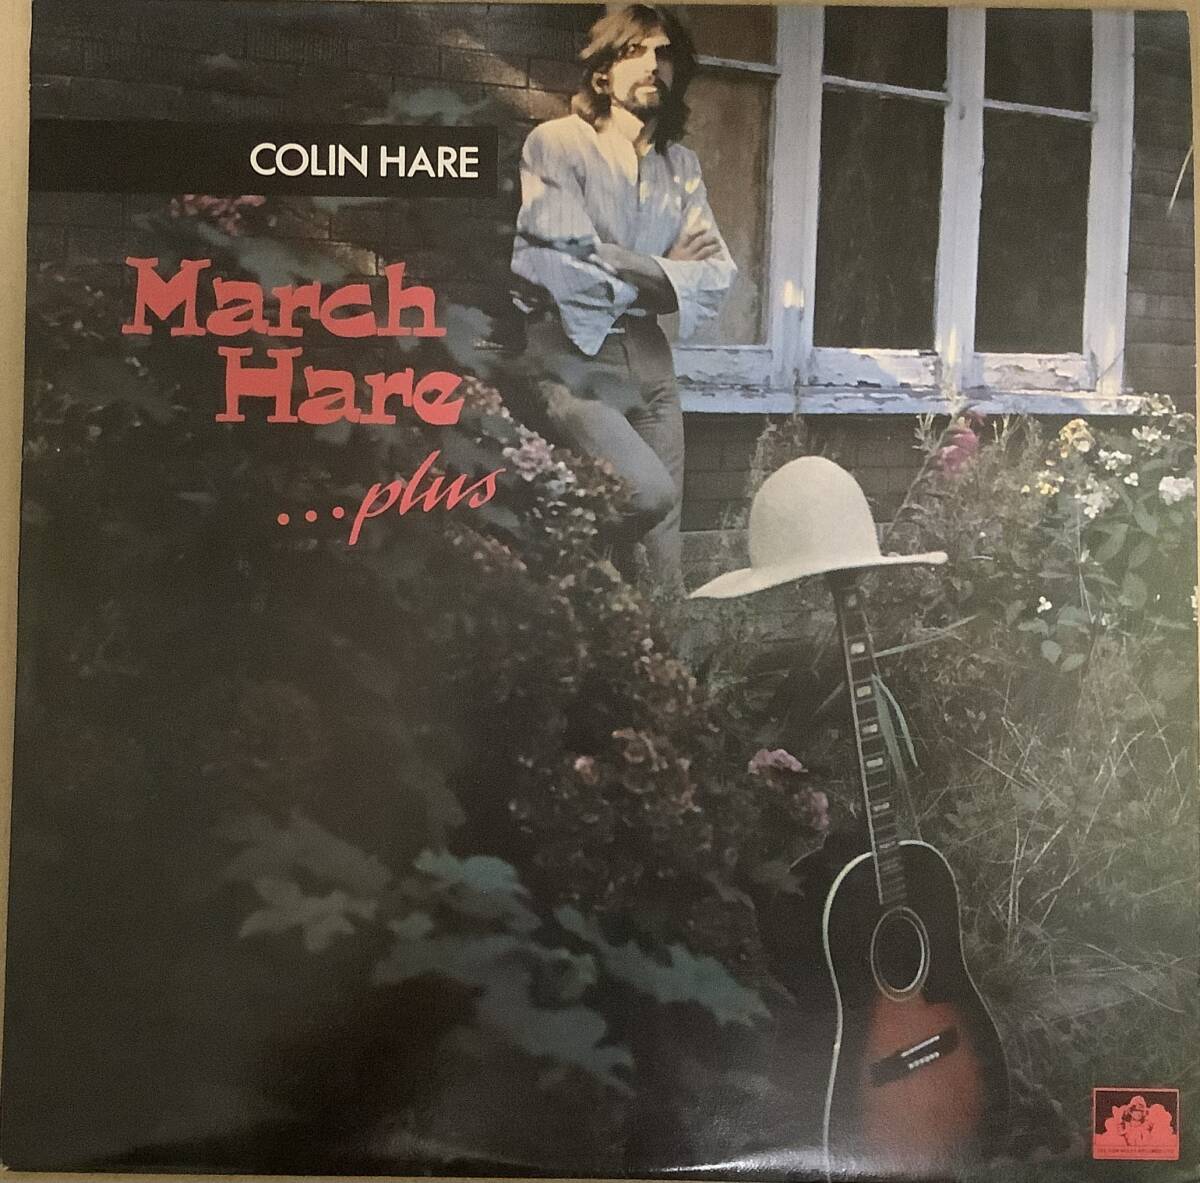 COLIN HARE
March
Hare
...plus